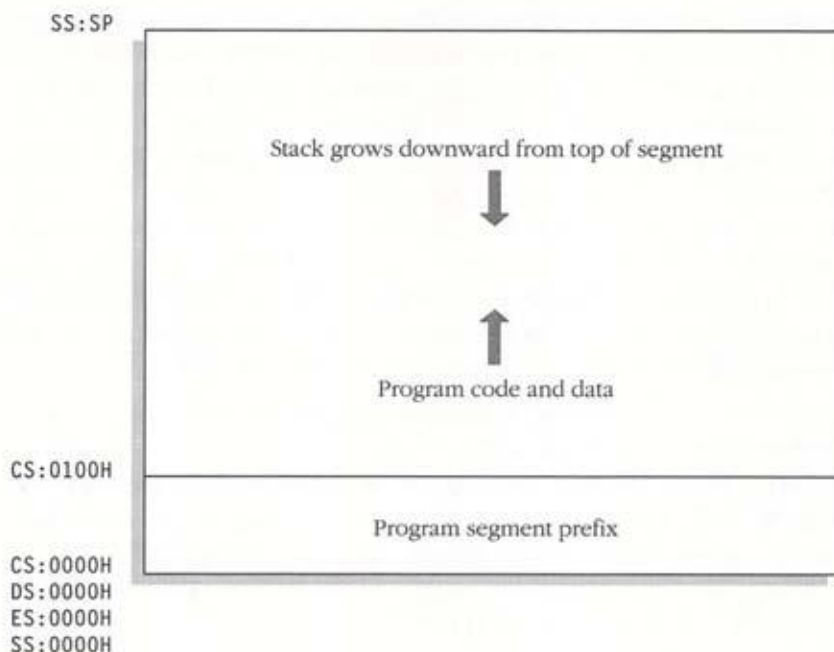 SS:SP
Stack grows downward from top of segment
Program code and data
CS:0100H
Program segment prefix
CS:0000H
DS:0000H
ES:0000H
SS:0000H